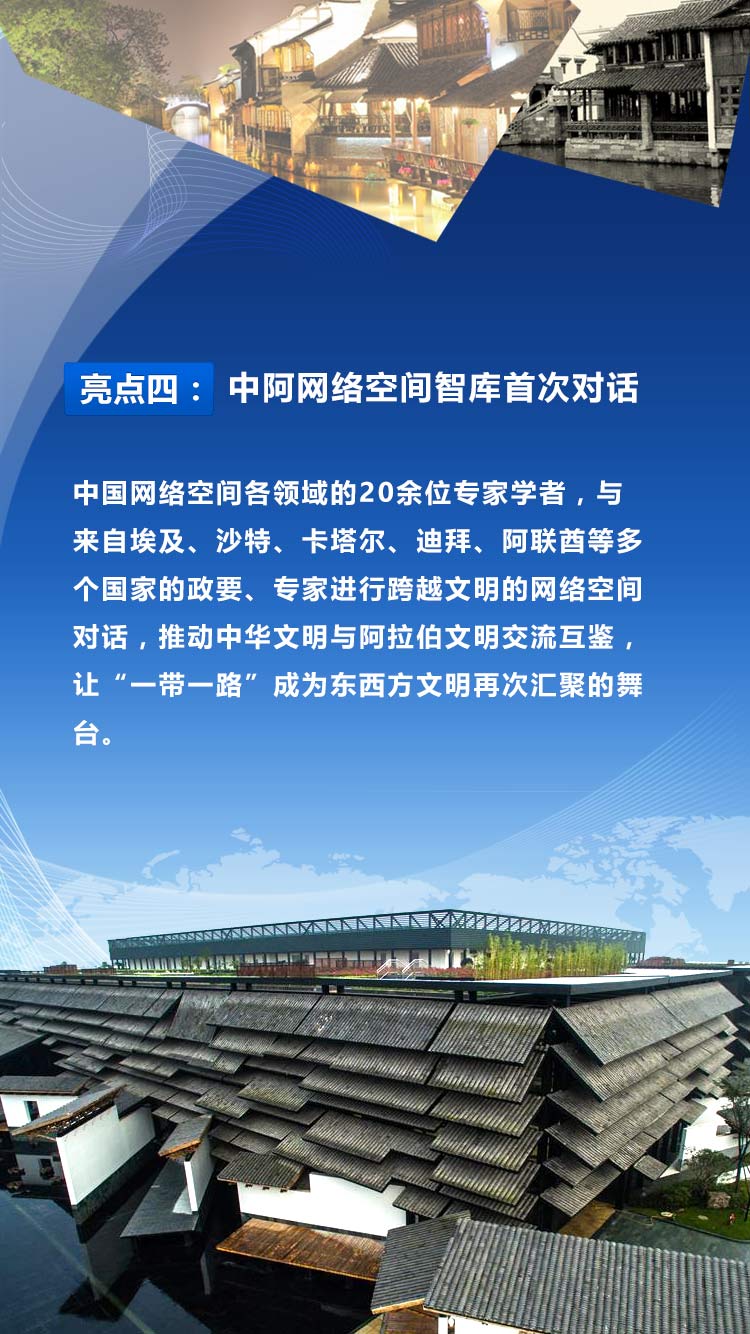 亮点四：中阿网络空间智库首次对话
中国网络空间各领域的20余位专家学者，与
来自埃及、沙特、卡塔尔、迪拜、阿联酋等多
个国家的政要、专家进行跨越文明的网络空间
对话，推动中华文明与阿拉伯文明交流互鉴，
让“一带一路”成为东西方文明再次汇聚的舞
台。